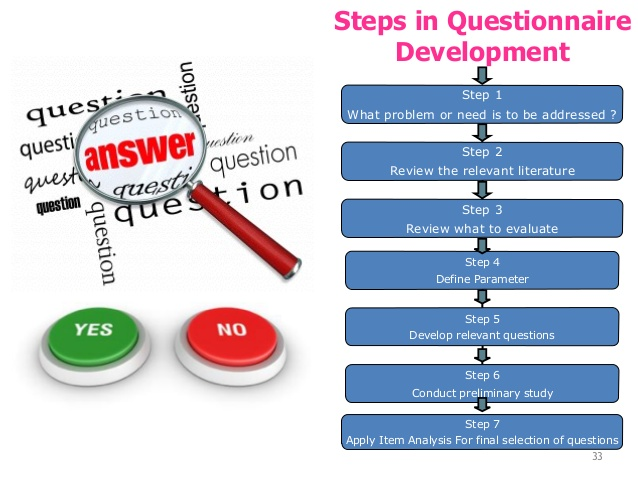 Steps in Questionnaire
Development
question
question
question
answer
question
question
question
question
question
question
question
question
question
YES
NO
Step 1
What problem or need is to be addressed ?
Step 2
Review the relevant literature
Step 3
Review what to evaluate
Step 4
Define Parameter
Step 5
Develop relevant questions
Step 6
Conduct preliminary study
Step 7
Apply Item Analysis For final selection of questions
33